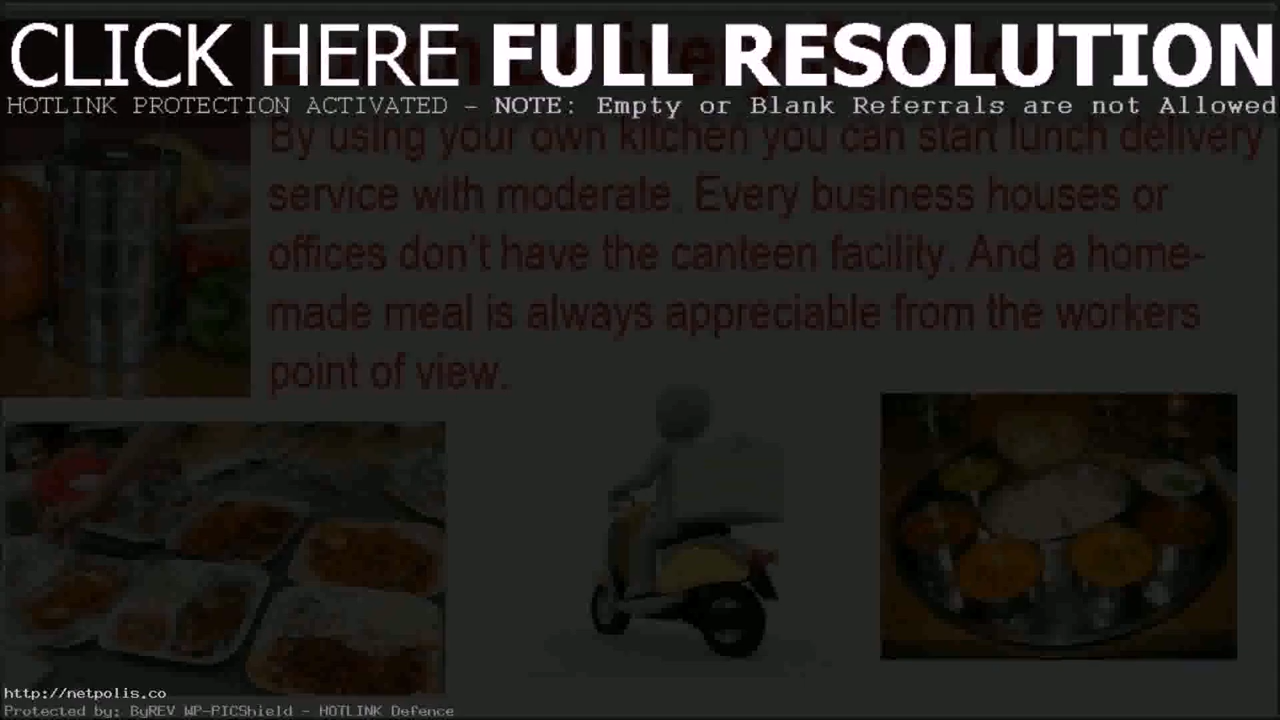 CLICK HERE FULL RESOLUTION
HOTLINK PROTECTION ACTIVATED - NOTE: Empty or Blank Referrals are not Allowed
By using your own kitchen you can start lunch delivery
service with moderate. Every business houses or
offices don't have the canteen facility. And a home-
made meal is always appreciable from the workers
point of view.
http://netpolis.co
Protected by: ByREV WP-PICShield - HOTLINK Defence